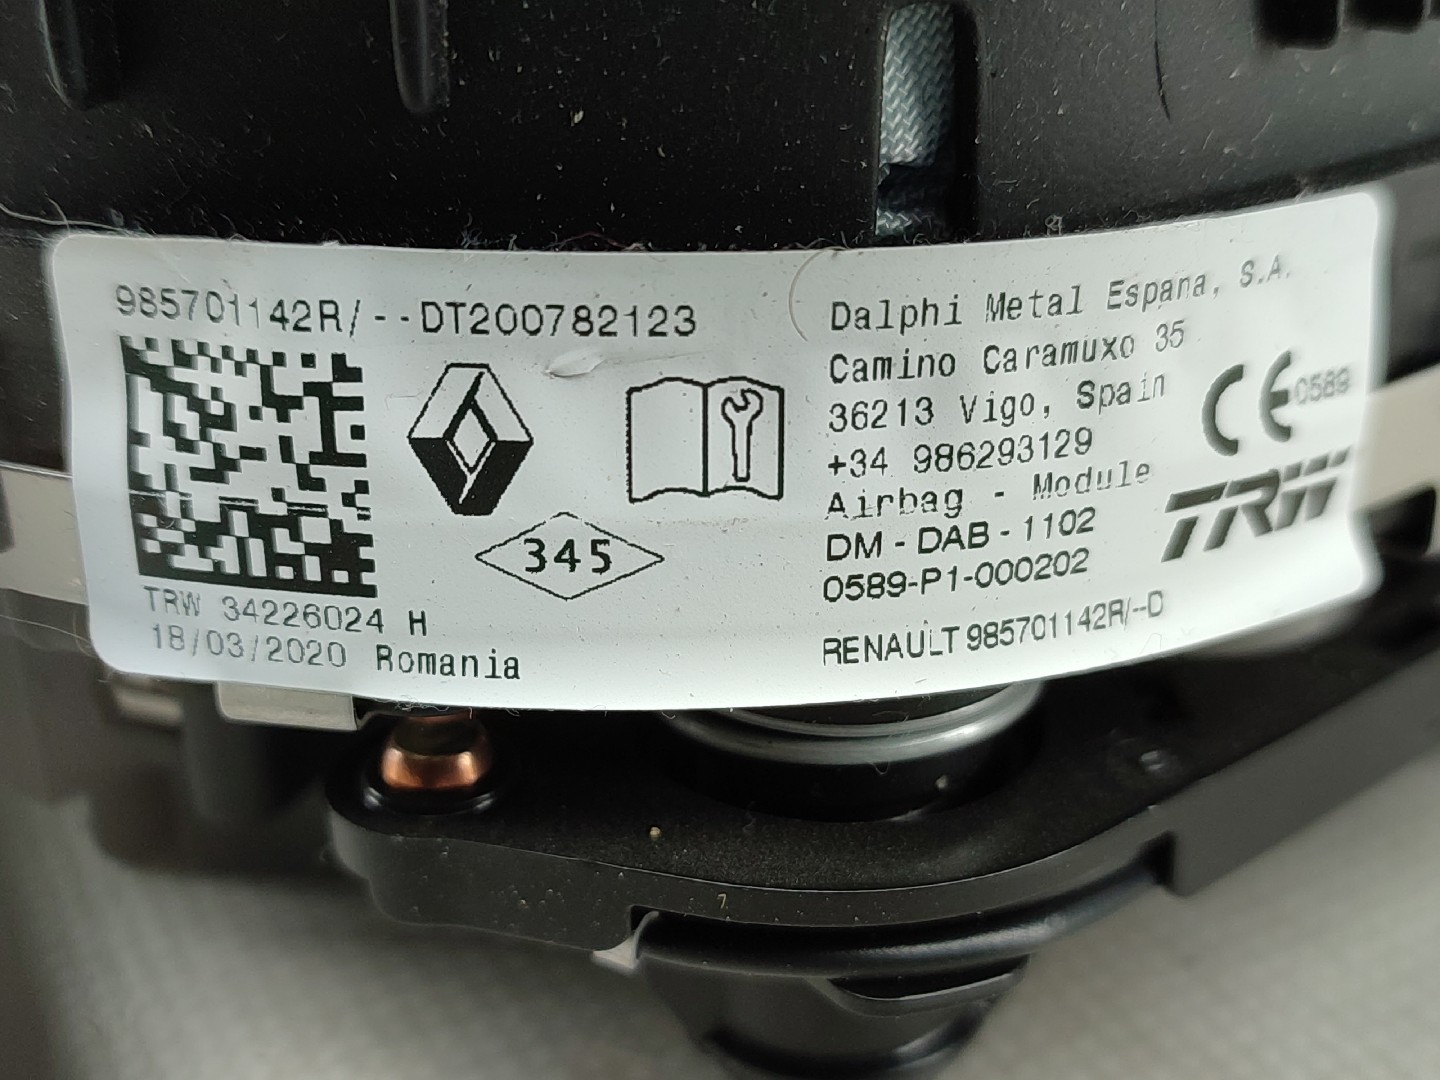 985701142R/--DT200782123
345
TRW 34226024 H
18/03/2020 Romania
Dalphi Metal Espana, S.A.
Camino Caramuxo 35
36213 Vigo, Spain
+34 986293129
Airbag - Module
DM - DAB - 1102
0589-P1-000202
RENAULT 985701142R/--D
CE 0589
TRW